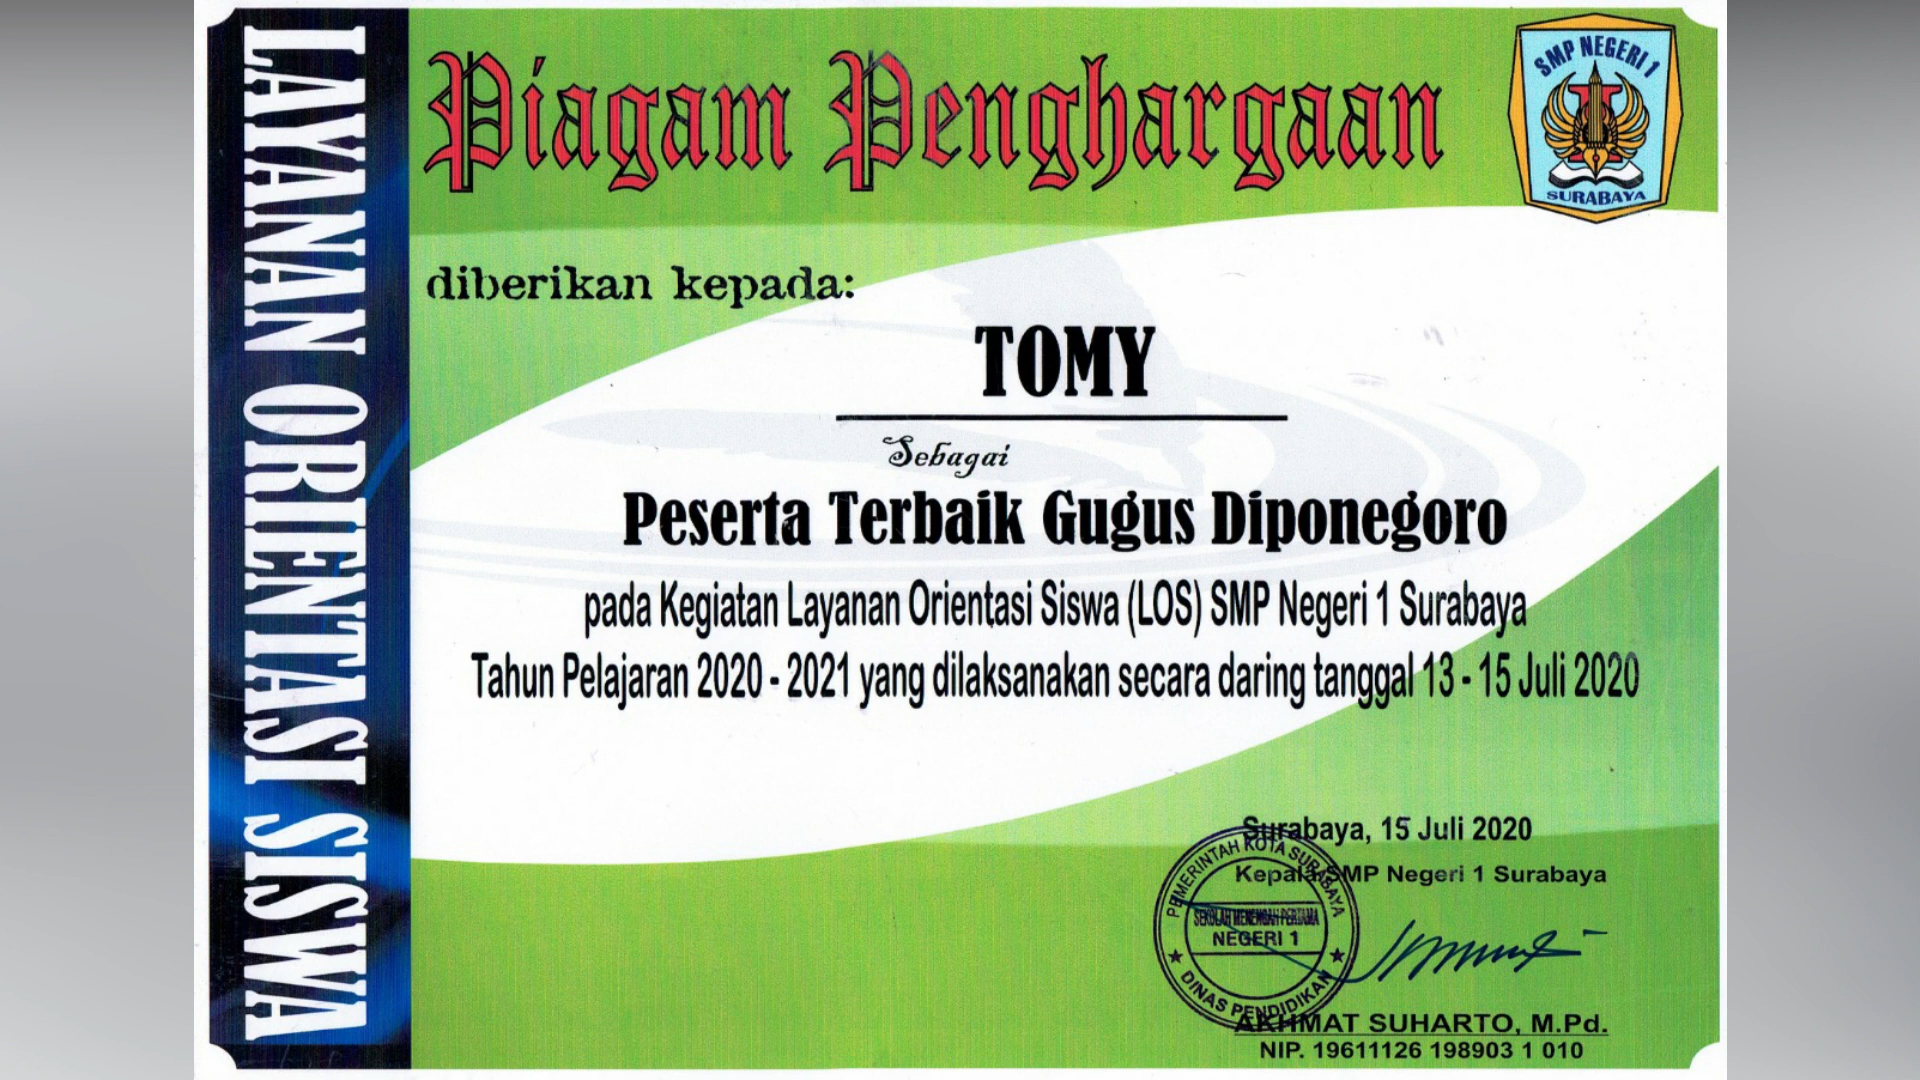 LAYANAN ORIENTASI SISWA
Piagam Penghargaan
SMP NEGERI 1
SURABAYA
diberikan kepada:
TOMY
Sebagai
Peserta Terbaik Gugus Diponegoro
pada Kegiatan Layanan Orientasi Siswa (LOS) SMP Negeri 1 Surabaya
Tahun Pelajaran 2020 - 2021 yang dilaksanakan secara daring tanggal 13 - 15 Juli 2020
Surabaya, 15 Juli 2020
Kepala SMP Negeri 1 Surabaya
PEMERINTAH KOTA SURABAYA
SEKOLAH MENENGAH PERTAMA
NEGERI 1
DINAS PENDIDIKAN
AKHMAT SUHARTO, M.Pd.
NIP. 19611126 198903 1 010